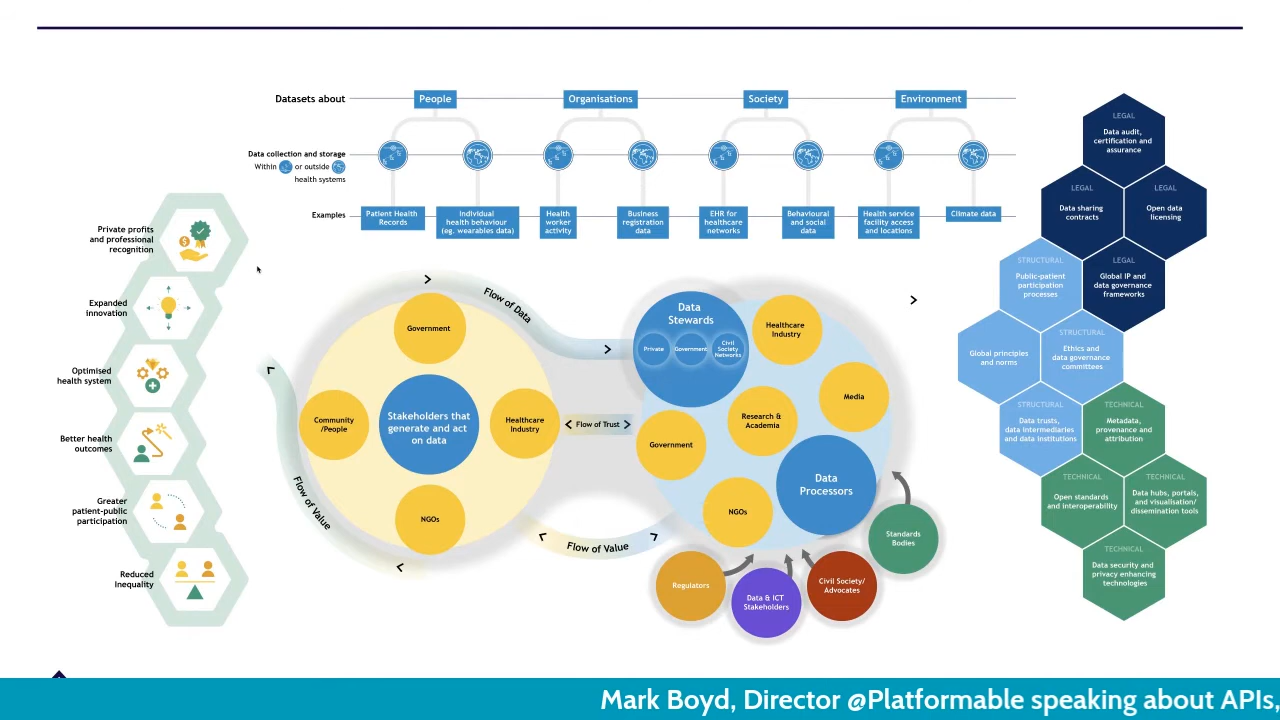 Datasets about
People
Organisations
Society
Environment
Data collection and storage
Within or outside
health systems
Examples
Patient Health
Records
Individual
health behaviour
(eg. wearables data)
Health
worker
activity
Business
registration
data
EHR for
healthcare
networks
Behavioural
and social
data
Health service
facility access
and locations
Climate data
Private profits
and professional
recognition
Expanded
innovation
Optimised
health system
Better health
outcomes
Greater
patient-public
participation
Reduced
Inequality
Flow of Data
Flow of Value
Government
Community
/People
Stakeholders that
generate and act
on data
Healthcare
Industry
NGOs
Flow of Trust
Flow of Value
Data
Stewards
Private
Government
Civil
Society
Networks
Healthcare
Industry
Media
Research &
Academia
Government
Data
Processors
NGOs
Standards
Bodies
Regulators
Data & ICT
Stakeholders
Civil Society/
Advocates
LEGAL
Data audit,
certification and
assurance
LEGAL
Data sharing
contracts
LEGAL
Open data
licensing
STRUCTURAL
Public-patient
participation
processes
LEGAL
Global IP and
data governance
frameworks
Global principles
and norms
STRUCTURAL
Ethics and
data governance
committees
STRUCTURAL
Data trusts,
data intermediaries
and data institutions
TECHNICAL
Metadata,
provenance and
attribution
TECHNICAL
Open standards
and interoperability
TECHNICAL
Data hubs, portals,
and visualisation/
dissemination tools
TECHNICAL
Data security and
privacy enhancing
technologies
Mark Boyd, Director @Platformable speaking about APIs,